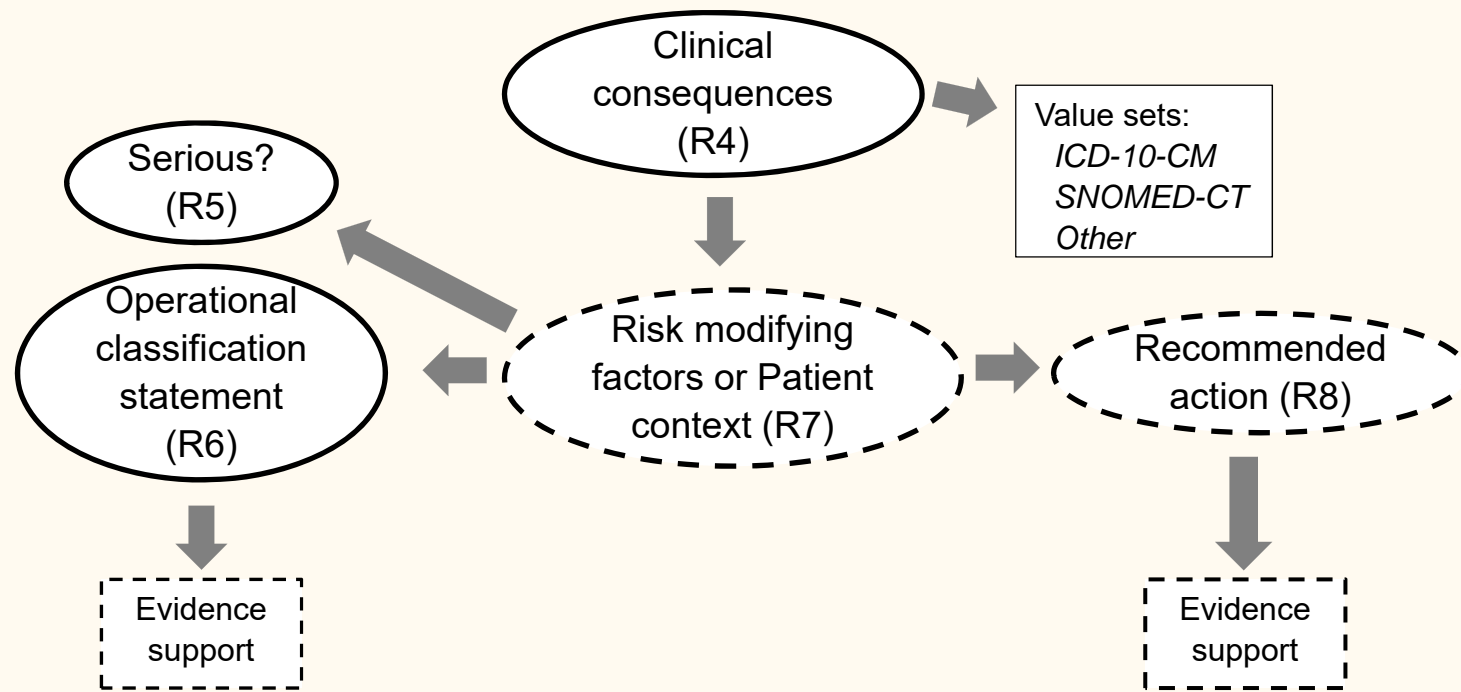 Clinical
consequences
(R4)
Value sets:
ICD-10-CM
SNOMED-CT
Other
Serious?
(R5)
Operational
classification
statement
(R6)
Risk modifying
factors or Patient
context (R7)
Recommended
action (R8)
Evidence
support
Evidence
support